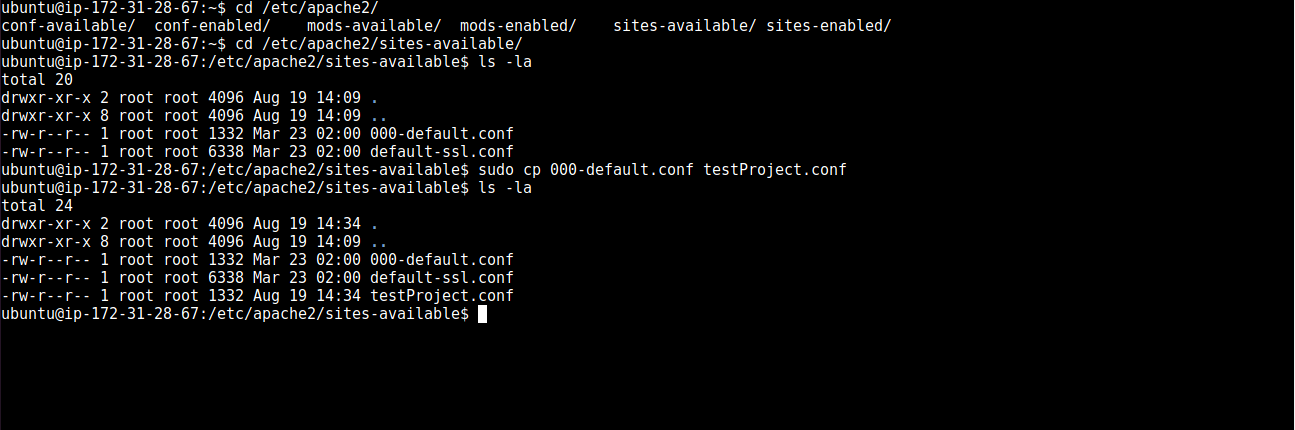 ubuntu@ip-172-31-28-67:~$ cd /etc/apache2/
conf-available/  conf-enabled/    mods-available/  mods-enabled/    sites-available/ sites-enabled/
ubuntu@ip-172-31-28-67:~$ cd /etc/apache2/sites-available/
ubuntu@ip-172-31-28-67:/etc/apache2/sites-available$ ls -la
total 20
drwxr-xr-x 2 root root 4096 Aug 19 14:09 .
drwxr-xr-x 8 root root 4096 Aug 19 14:09 ..
-rw-r--r-- 1 root root 1332 Mar 23 02:00 000-default.conf
-rw-r--r-- 1 root root 6338 Mar 23 02:00 default-ssl.conf
ubuntu@ip-172-31-28-67:/etc/apache2/sites-available$ sudo cp 000-default.conf testProject.conf
ubuntu@ip-172-31-28-67:/etc/apache2/sites-available$ ls -la
total 24
drwxr-xr-x 2 root root 4096 Aug 19 14:34 .
drwxr-xr-x 8 root root 4096 Aug 19 14:09 ..
-rw-r--r-- 1 root root 1332 Mar 23 02:00 000-default.conf
-rw-r--r-- 1 root root 6338 Mar 23 02:00 default-ssl.conf
-rw-r--r-- 1 root root 1332 Aug 19 14:34 testProject.conf
ubuntu@ip-172-31-28-67:/etc/apache2/sites-available$